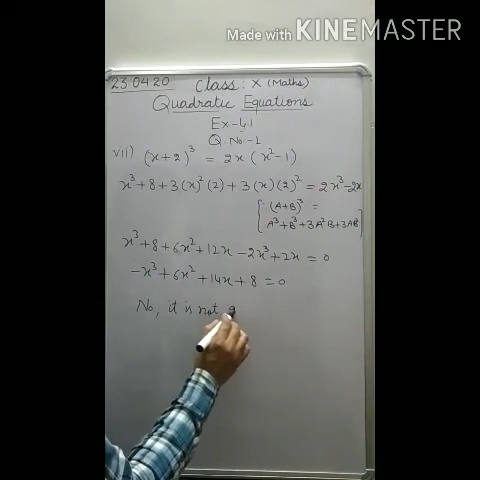 Made with KINEMASTER
23.04.20 Class: X (Maths)
Quadratic Equations
Ex-4.1
Q. No.-1
vii) (x+2)³ = 2x(x²-1)
x³+8+3(x)²(2)+3(x)(2)² = 2x³-2x
{(A+B)³ =
A³+B³+3A²B+3AB
x³+8+6x²+12x-2x³+2x=0
-x³+6x²+14x+8=0
No, it is not